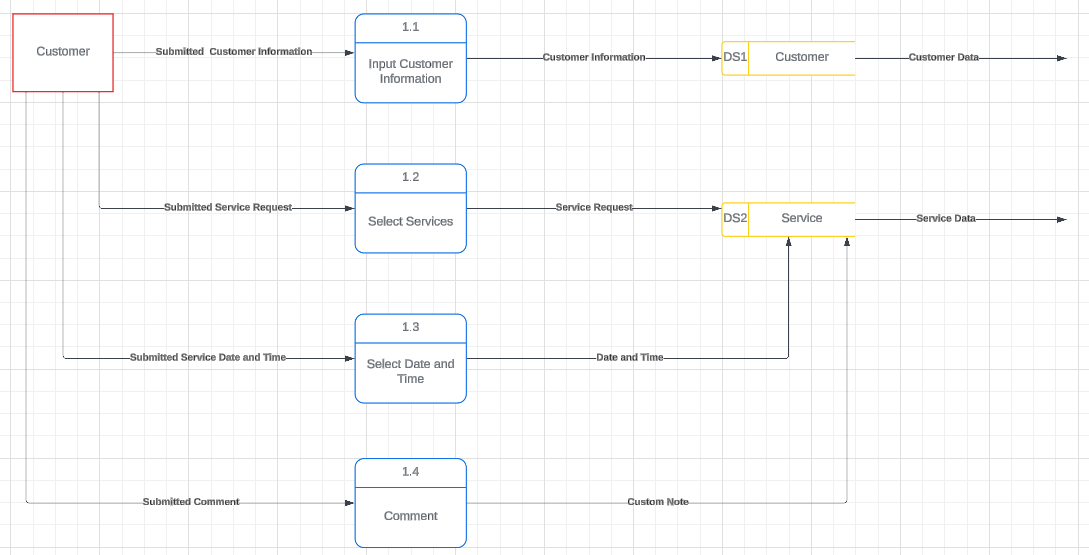 Customer
Submitted  Customer Information
1.1
Input Customer
Information
Customer Information
DS1
Customer
Customer Data
1.2
Submitted Service Request
Select Services
Service Request
DS2
Service
Service Data
1.3
Submitted Service Date and Time
Select Date and
Time
Date and Time
1.4
Submitted Comment
Comment
Custom Note